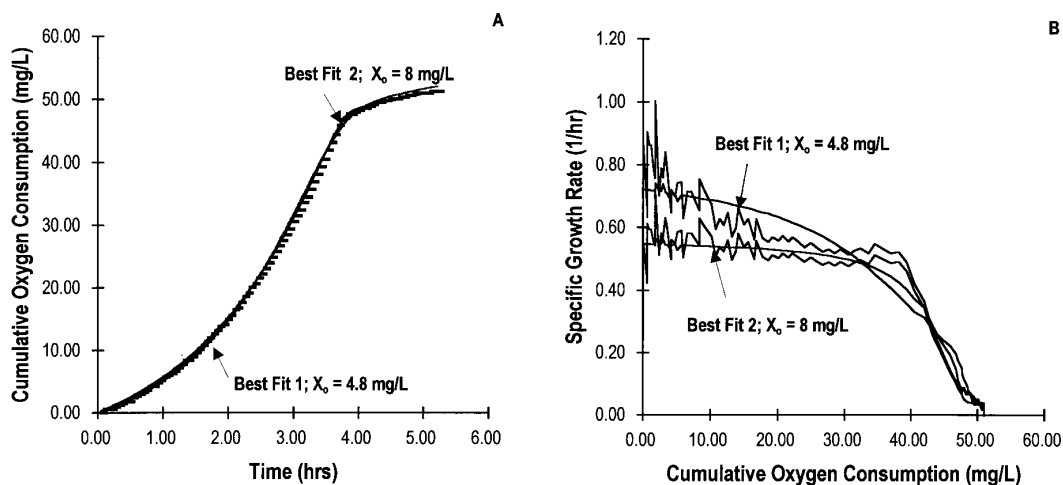 A
60.00
50.00
40.00
30.00
20.00
10.00
0.00
Cumulative Oxygen Consumption (mg/L)
Best Fit 2; Xₒ = 8 mg/L
Best Fit 1; Xₒ = 4.8 mg/L
0.00 1.00 2.00 3.00 4.00 5.00 6.00
Time (hrs)
B
1.20
1.00
0.80
0.60
0.40
0.20
0.00
Specific Growth Rate (1/hr)
Best Fit 1; Xₒ = 4.8 mg/L
Best Fit 2; Xₒ = 8 mg/L
0.00 10.00 20.00 30.00 40.00 50.00 60.00
Cumulative Oxygen Consumption (mg/L)